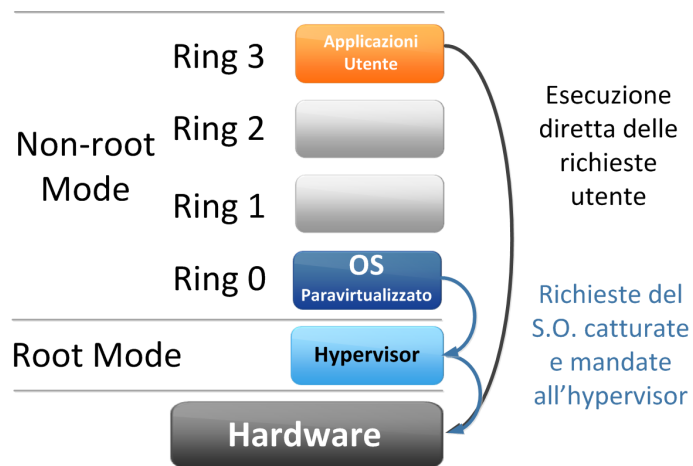 Ring 3
Applicazioni
Utente
Ring 2
Non-root
Mode
Ring 1
Ring 0
OS
Paravirtualizzato
Root Mode
Hypervisor
Hardware
Esecuzione
diretta delle
richieste
utente
Richieste del
S.O. catturate
e mandate
all'hypervisor